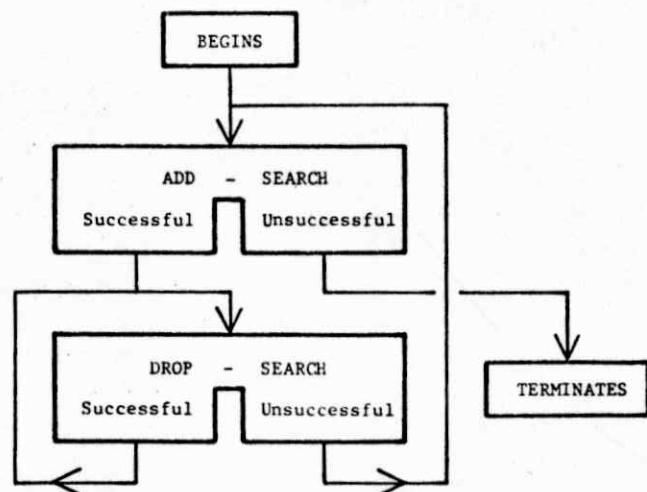 BEGINS
ADD - SEARCH
Successful Unsuccessful
DROP - SEARCH
Successful Unsuccessful
TERMINATES